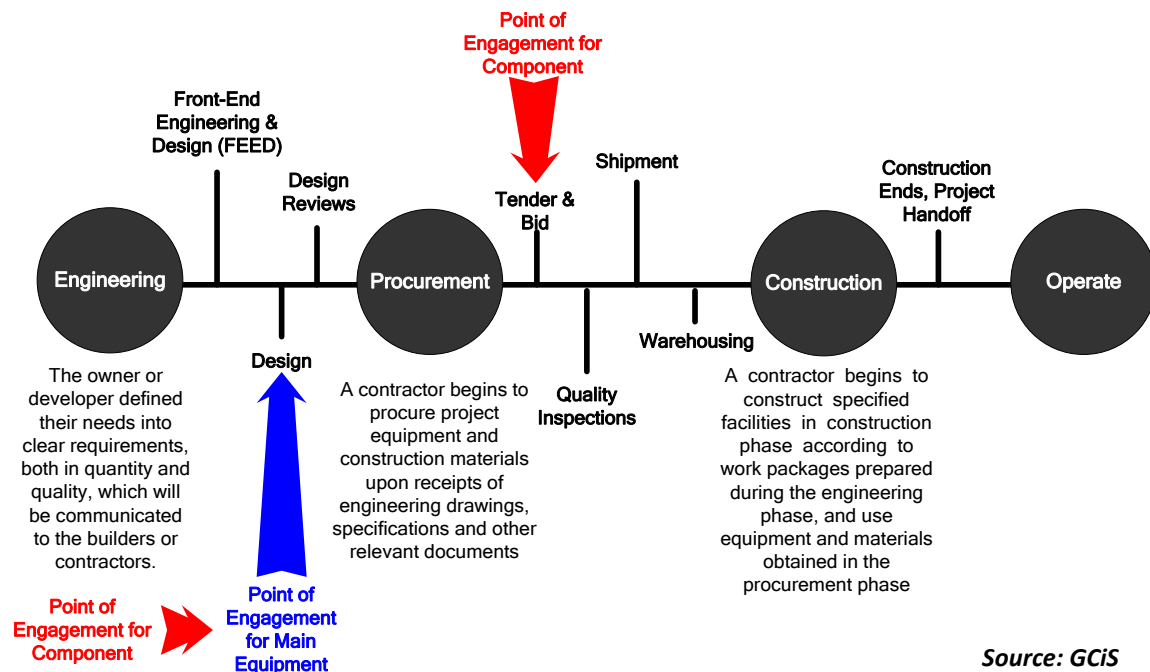 Point of
Engagement for
Component
Front-End
Engineering &
Design (FEED)
Design
Reviews
Tender &
Bid
Shipment
Construction
Ends, Project
Handoff
Engineering
Procurement
Construction
Operate
Design
Quality
Inspections
Warehousing
The owner or
developer defined
their needs into
clear requirements,
both in quantity and
quality, which will
be communicated
to the builders or
contractors.
A contractor begins to
procure project
equipment and
construction materials
upon receipts of
engineering drawings,
specifications and other
relevant documents
A contractor begins to
construct specified
facilities in construction
phase according to
work packages prepared
during the engineering
phase, and use
equipment and materials
obtained in the
procurement phase
Point of
Engagement for
Component
Point of
Engagement
for Main
Equipment
Source: GCiS